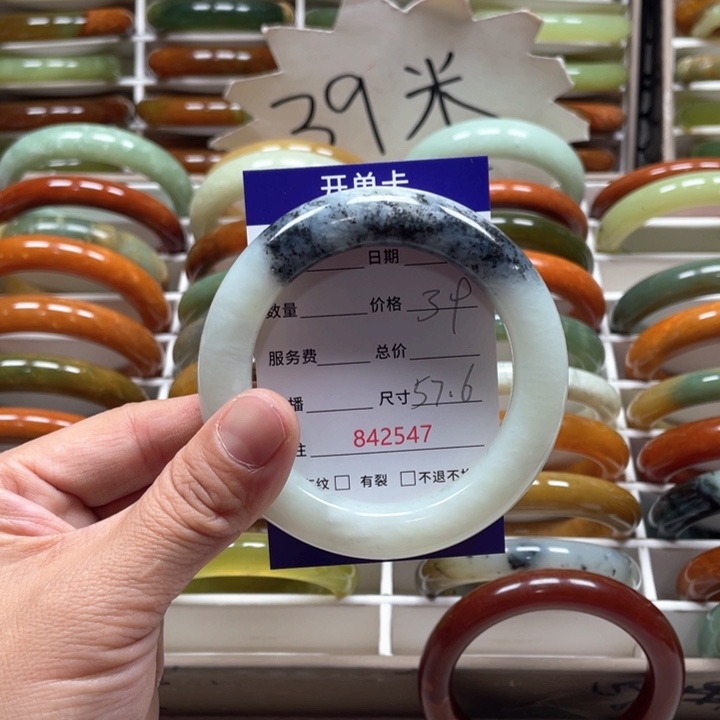 39米
开单卡
日期
数量 价格 39
服务费 总价
播 尺寸 57.6
注 842547
纹 有裂 不退不